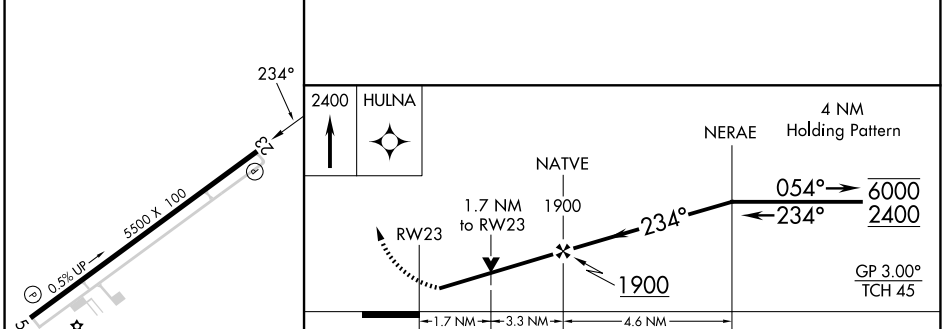 234°
23
5500 X 100
0.5% UP
P
P
5
2400
HULNA
4 NM
Holding Pattern
NERAE
NATVE
1900
1.7 NM
to RW23
RW23
234°
054°
6000
234°
2400
1900
GP 3.00°
TCH 45
1.7 NM
3.3 NM
4.6 NM